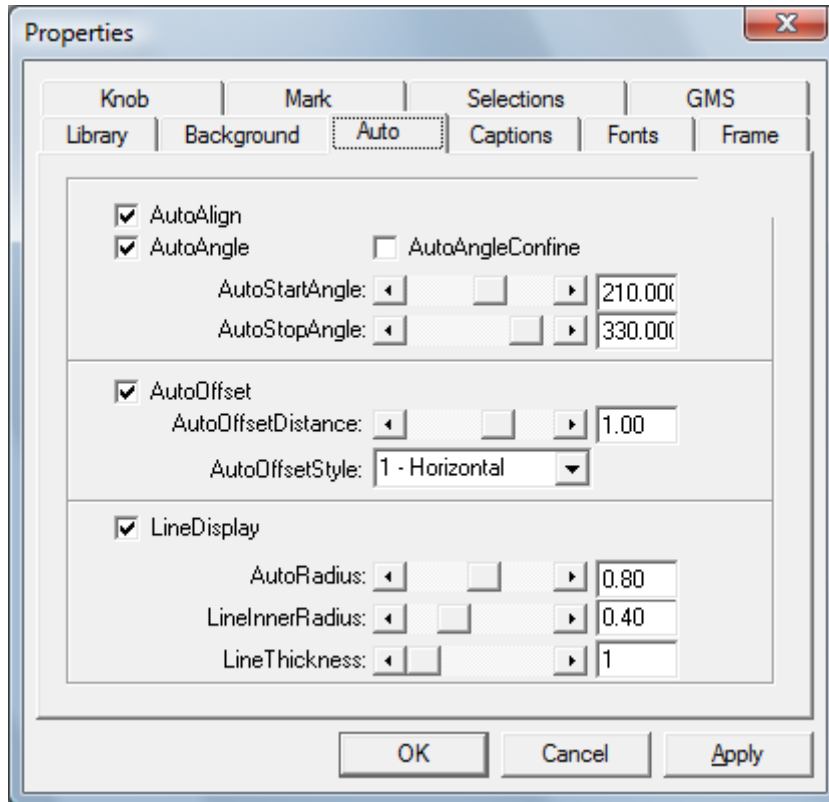 Properties
Knob Mark Selections GMS
Library Background Auto Captions Fonts Frame
AutoAlign
AutoAngle AutoAngleConfine
AutoStartAngle: 210.000
AutoStopAngle: 330.000
AutoOffset
AutoOffsetDistance: 1.00
AutoOffsetStyle: 1 - Horizontal
LineDisplay
AutoRadius: 0.80
LineInnerRadius: 0.40
LineThickness: 1
OK Cancel Apply